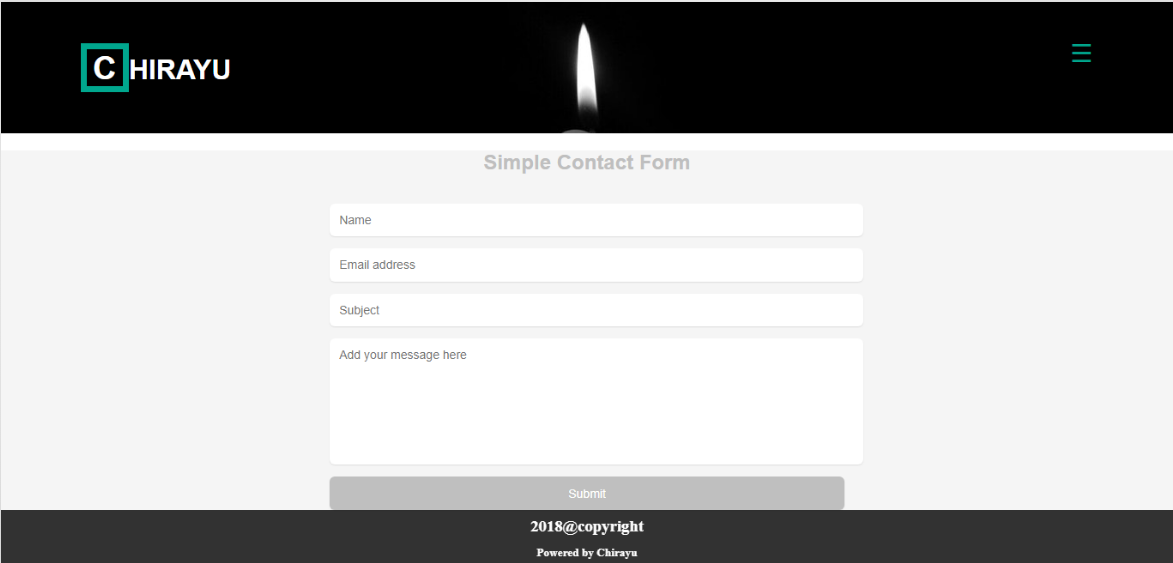 CHIRAYU
Simple Contact Form
Name
Email address
Subject
Add your message here
Submit
2018@copyright
Powered by Chirayu